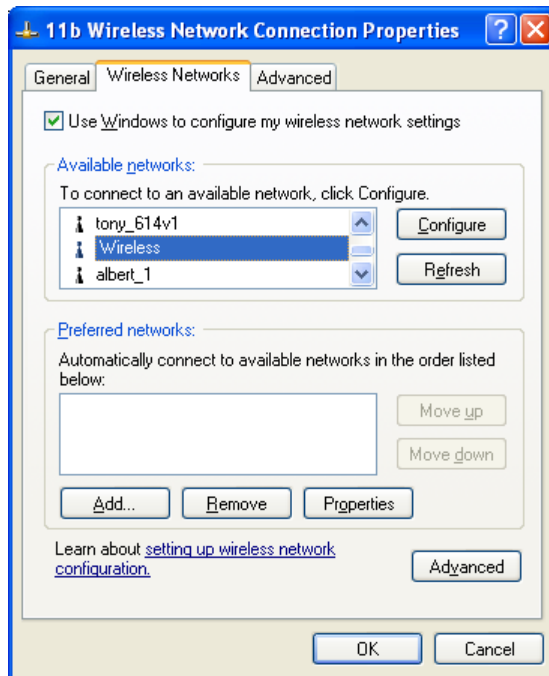 11b Wireless Network Connection Properties
General Wireless Networks Advanced
Use Windows to configure my wireless network settings
Available networks:
To connect to an available network, click Configure.
tony_614v1
Wireless
albert_1
Configure
Refresh
Preferred networks:
Automatically connect to available networks in the order listed
below:
Move up
Move down
Add... Remove Properties
Learn about setting up wireless network
configuration.
Advanced
OK Cancel